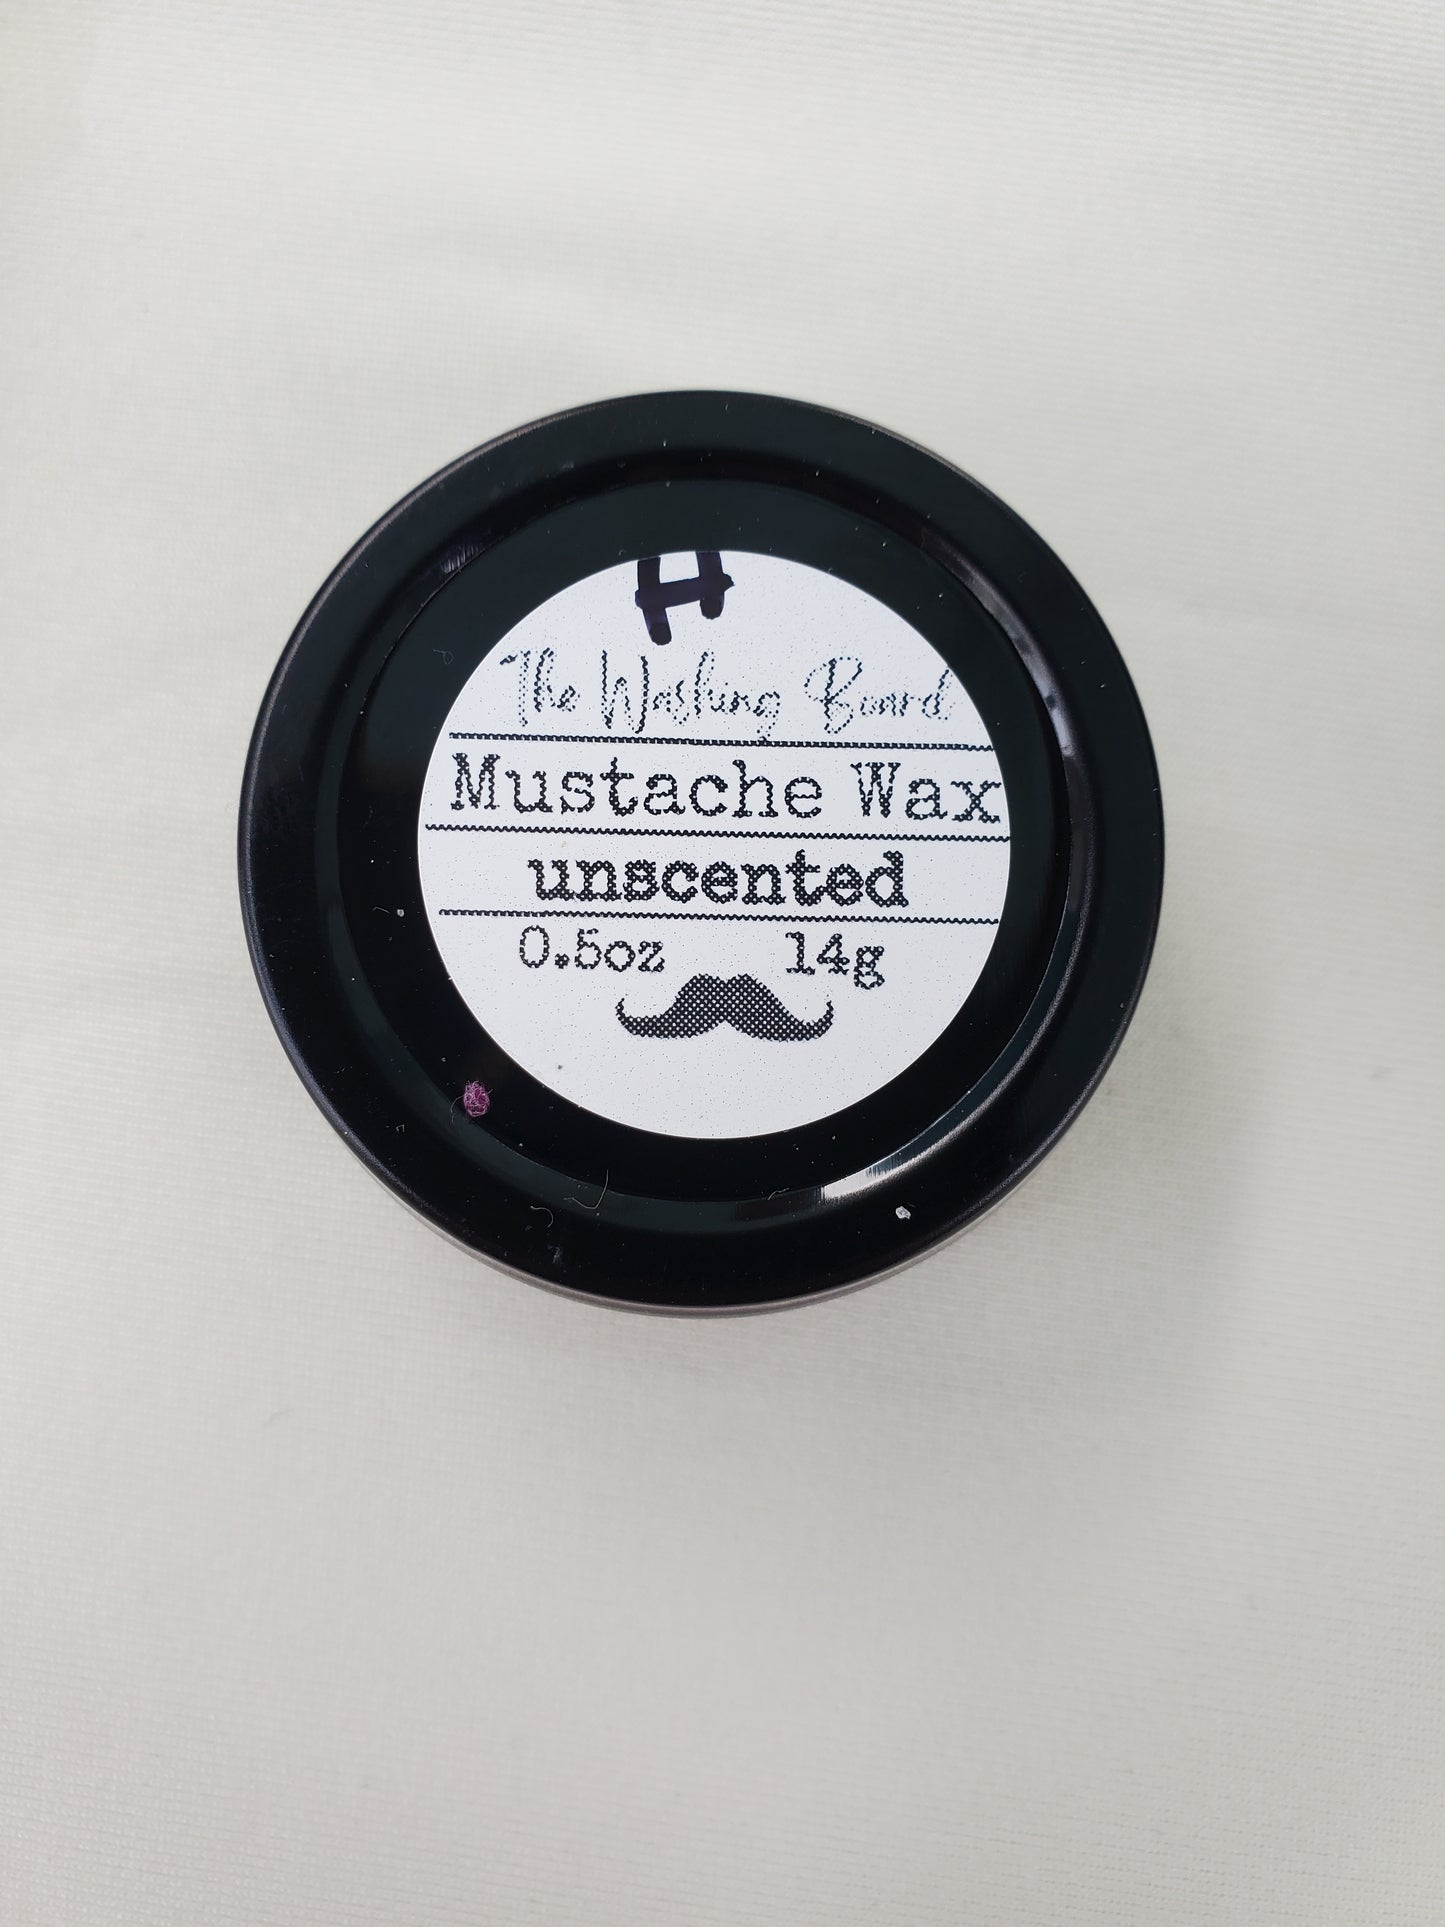 H
The Washing Board
Mustache Wax
unscented
0.5oz 14g